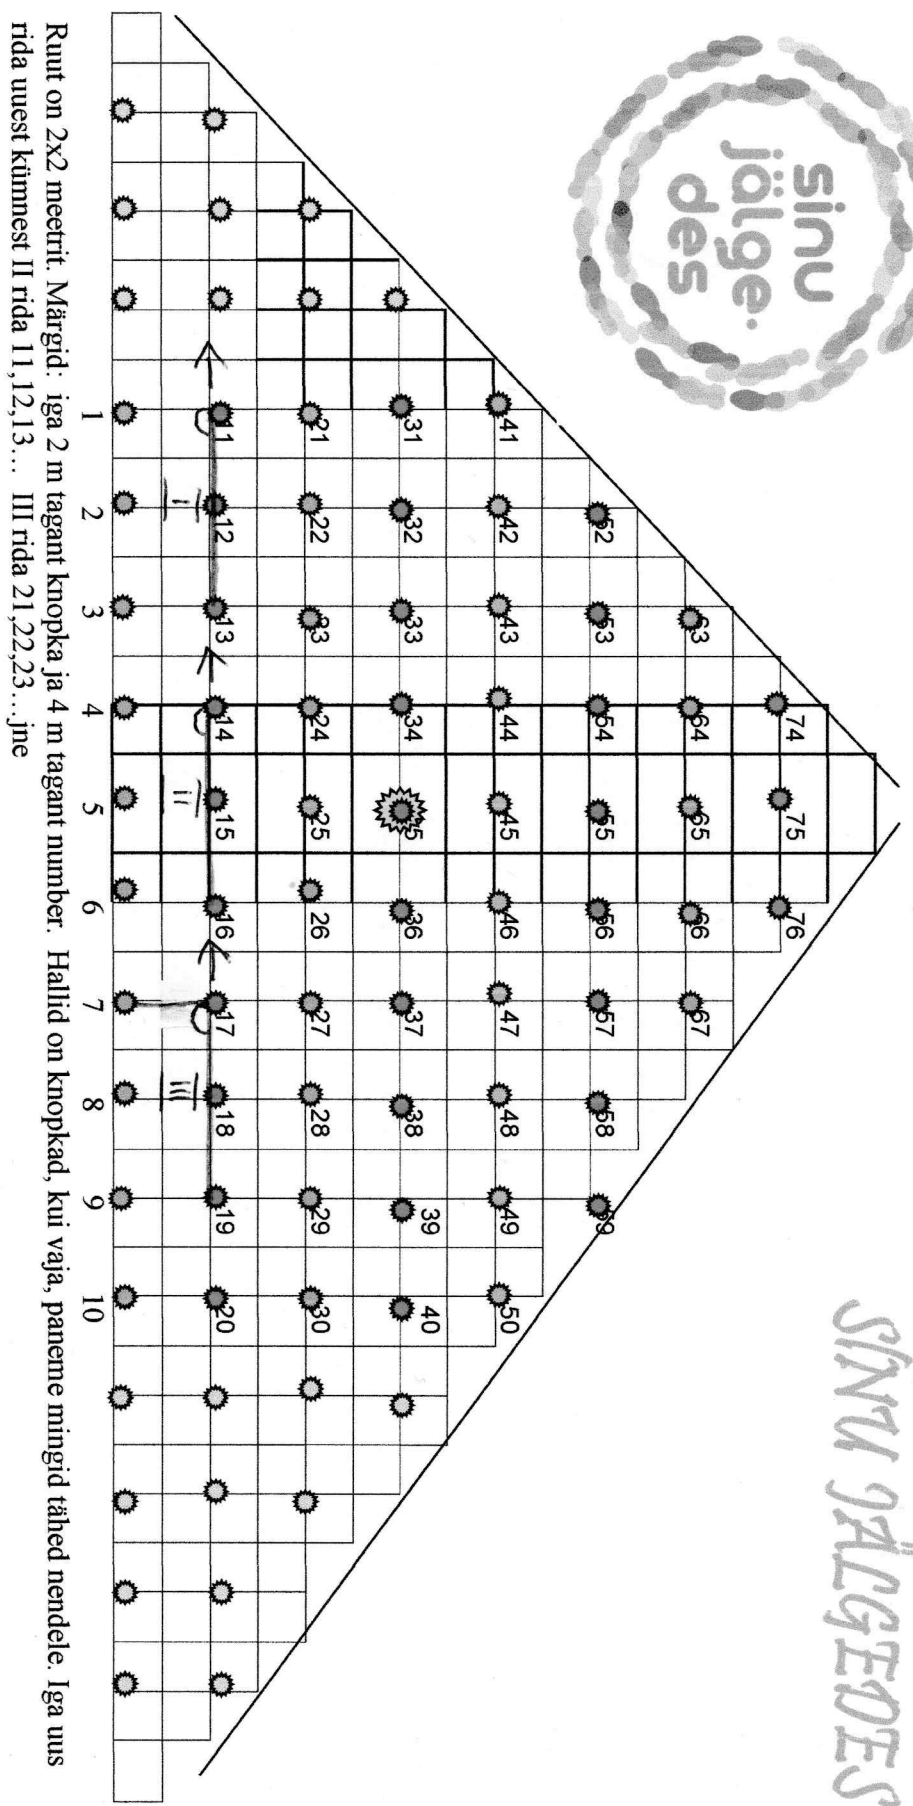 sinu
jälge.
des
SINU JÄLGEDES
74 75 76
63 64 65 66 67
52 53 54 55 56 57 58 59
41 42 43 44 45 46 47 48 49 50
31 32 33 34 35 36 37 38 39 40
21 22 23 24 25 26 27 28 29 30
11 12 13 14 15 16 17 18 19 20
I II III
1 2 3 4 5 6 7 8 9 10
Ruut on 2x2 meetrit. Märgid: iga 2 m tagant knopka ja 4 m tagant number. Hallid on knopkad, kui vaja, paneme mingid tähed nendele. Iga uus
rida uuest kümnest II rida 11,12,13... III rida 21,22,23...jne